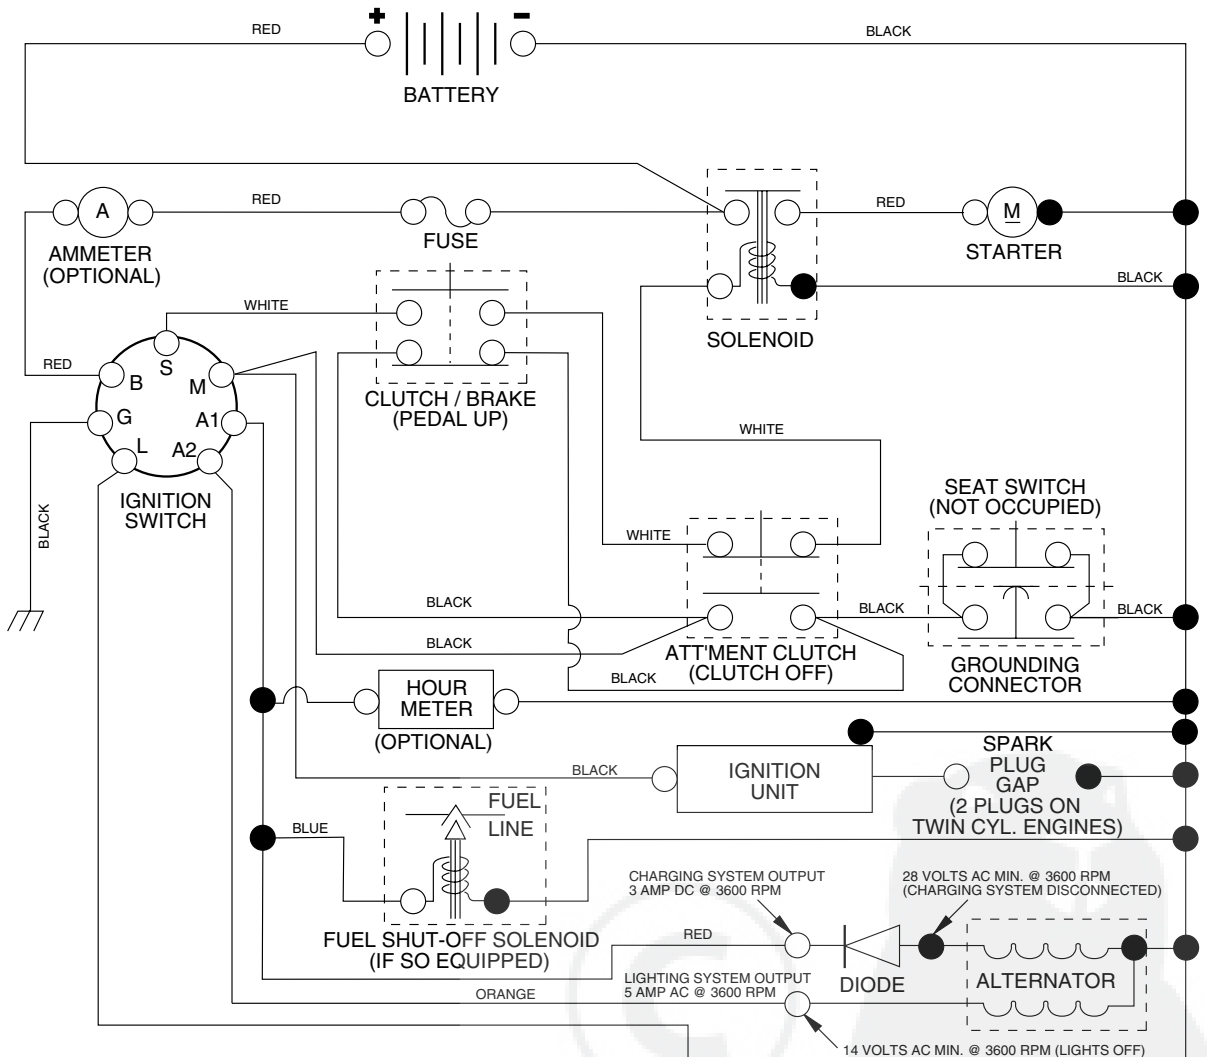 + -
RED
BLACK
BATTERY
A
RED
FUSE
AMMETER
(OPTIONAL)
RED
M
STARTER
BLACK
SOLENOID
WHITE
RED
S
B
M
G
A1
L
A2
IGNITION
SWITCH
BLACK
CLUTCH / BRAKE
(PEDAL UP)
WHITE
WHITE
SEAT SWITCH
(NOT OCCUPIED)
BLACK
BLACK
BLACK
BLACK
BLACK
ATT'MENT CLUTCH
(CLUTCH OFF)
GROUNDING
CONNECTOR
HOUR
METER
(OPTIONAL)
BLACK
IGNITION
UNIT
SPARK
PLUG
GAP
(2 PLUGS ON
TWIN CYL. ENGINES)
FUEL
LINE
BLUE
FUEL SHUT-OFF SOLENOID
(IF SO EQUIPPED)
CHARGING SYSTEM OUTPUT
3 AMP DC @ 3600 RPM
28 VOLTS AC MIN. @ 3600 RPM
(CHARGING SYSTEM DISCONNECTED)
RED
DIODE
ALTERNATOR
LIGHTING SYSTEM OUTPUT
5 AMP AC @ 3600 RPM
ORANGE
14 VOLTS AC MIN. @ 3600 RPM (LIGHTS OFF)